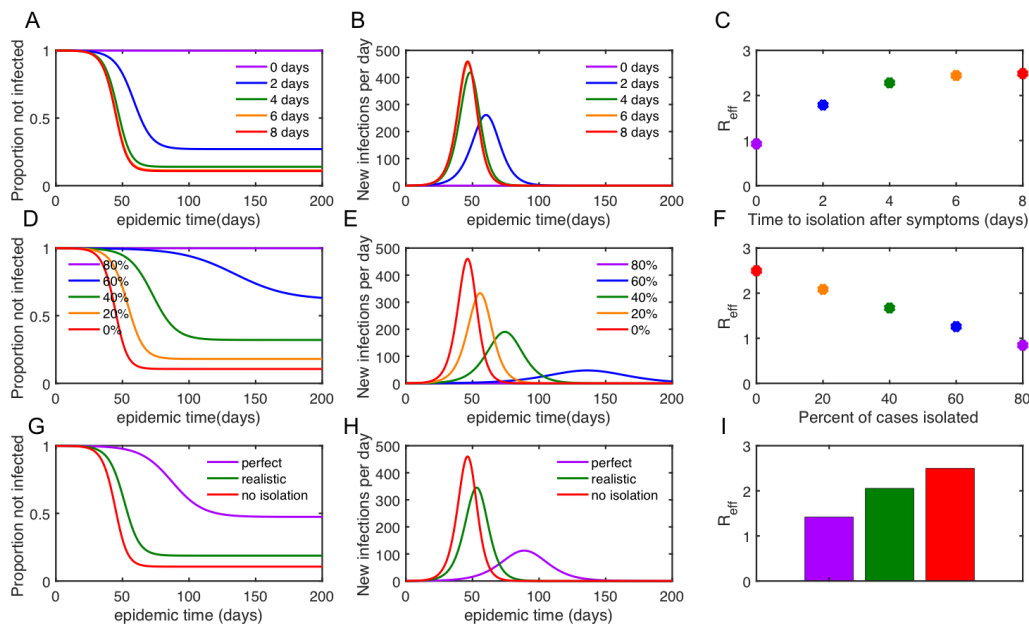 A
Proportion not infected
1
0.5
0
0 days
2 days
4 days
6 days
8 days
0 50 100 150 200
epidemic time(days)
B
New infections per day
500
400
300
200
100
0
0 days
2 days
4 days
6 days
8 days
0 50 100 150 200
epidemic time(days)
C
R_eff
3
2
1
0
0 2 4 6 8
Time to isolation after symptoms (days)
D
Proportion not infected
1
0.5
0
80%
60%
40%
20%
0%
0 50 100 150 200
epidemic time(days)
E
New infections per day
500
400
300
200
100
0
80%
60%
40%
20%
0%
0 50 100 150 200
epidemic time(days)
F
R_eff
3
2
1
0
0 20 40 60 80
Percent of cases isolated
G
Proportion not infected
1
0.5
0
perfect
realistic
no isolation
0 50 100 150 200
epidemic time (days)
H
New infections per day
500
400
300
200
100
0
perfect
realistic
no isolation
0 50 100 150 200
epidemic time (days)
I
R_eff
3
2
1
0